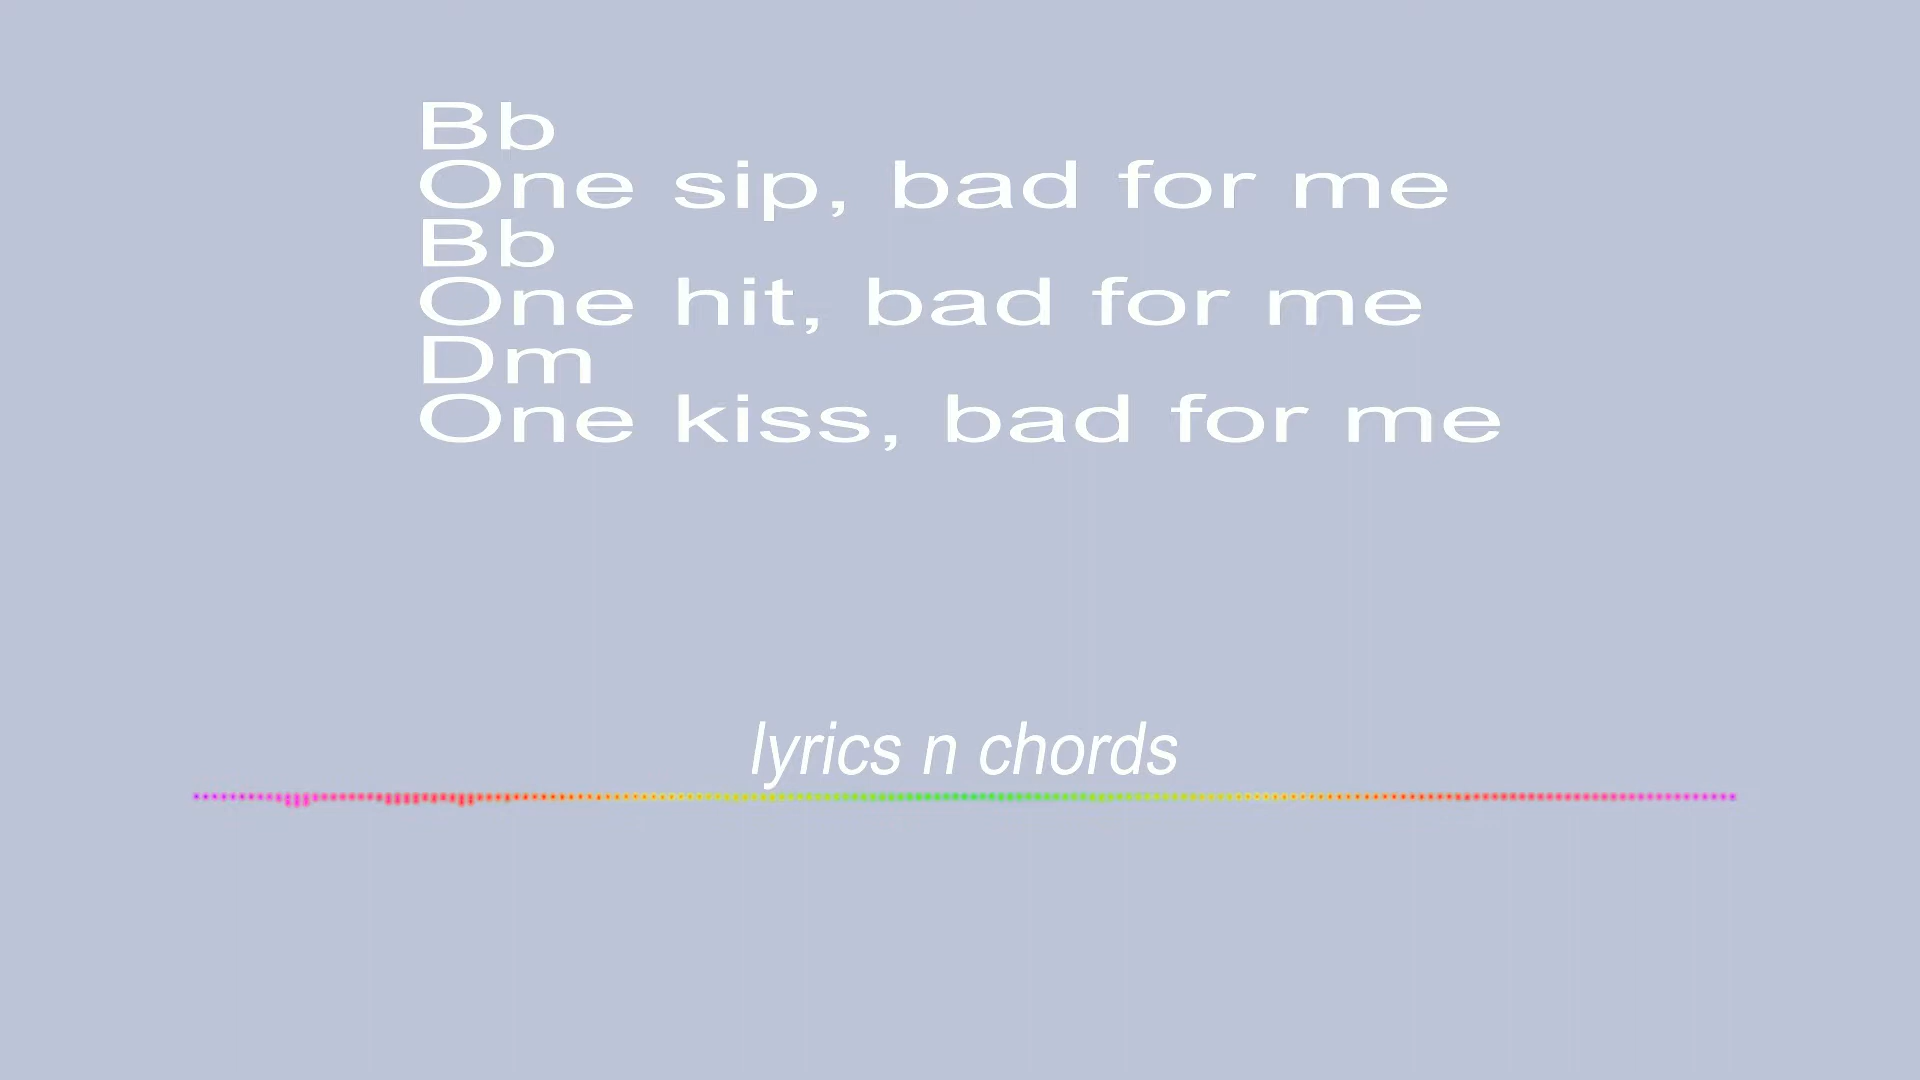 Bb
One sip, bad for me
Bb
One hit, bad for me
Dm
One kiss, bad for me
lyrics n chords